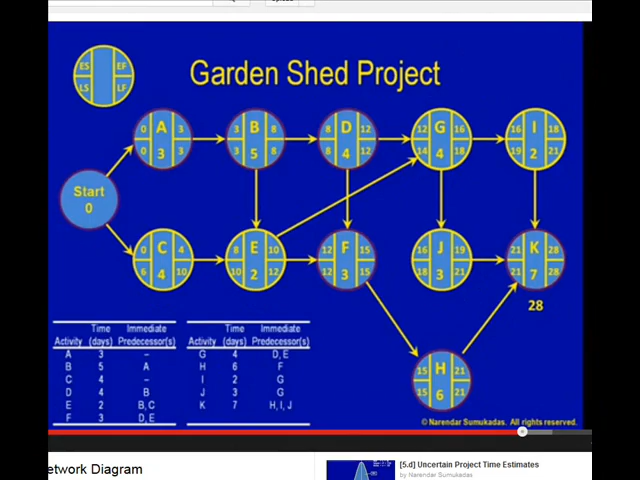 Garden Shed Project
ES EF
LS LF
0 A 3
0 3 3
3 B 8
3 5 8
8 D 12
8 4 12
12 G 16
14 4 18
16 I 18
19 2 21
Start
0
0 C 4
6 4 10
8 E 10
10 2 12
12 F 15
12 3 15
16 J 19
18 3 21
21 K 28
21 7 28
28
15 H 21
15 6 21
Time Immediate
Activity (days) Predecessor(s)
A 3 –
B 5 A
C 4 –
D 4 B
E 2 B, C
F 3 D, E
Time Immediate
Activity (days) Predecessor(s)
G 4 D, E
H 6 F
I 2 G
J 3 G
K 7 H, I, J
© Narendar Sumukadas. All rights reserved.
etwork Diagram
[5.d] Uncertain Project Time Estimates
by Narendar Sumukadas